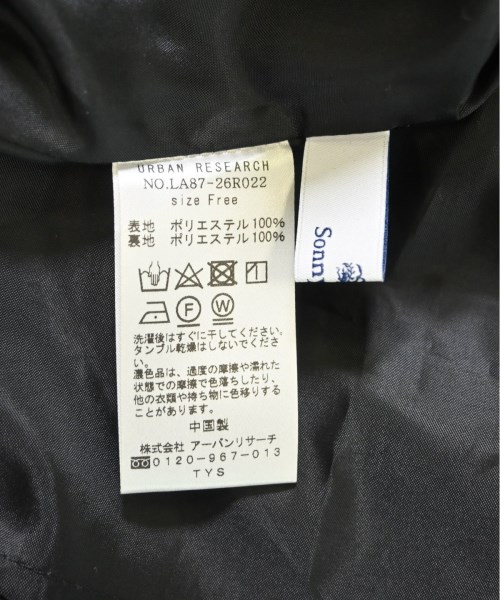 URBAN RESEARCH
NO.LA87-26R022
size Free
表地 ポリエステル100%
裏地 ポリエステル100%
F W
洗濯後はすぐに干してください。
タンブル乾燥はしないでくださ
い。
濃色品は、過度の摩擦や濡れた
状態での摩擦で色落ちしたり、
他の衣類や持ち物に色移りする
ことがあります。
中国製
株式会社 アーバンリサーチ
0120-967-013
TYS
Sonny